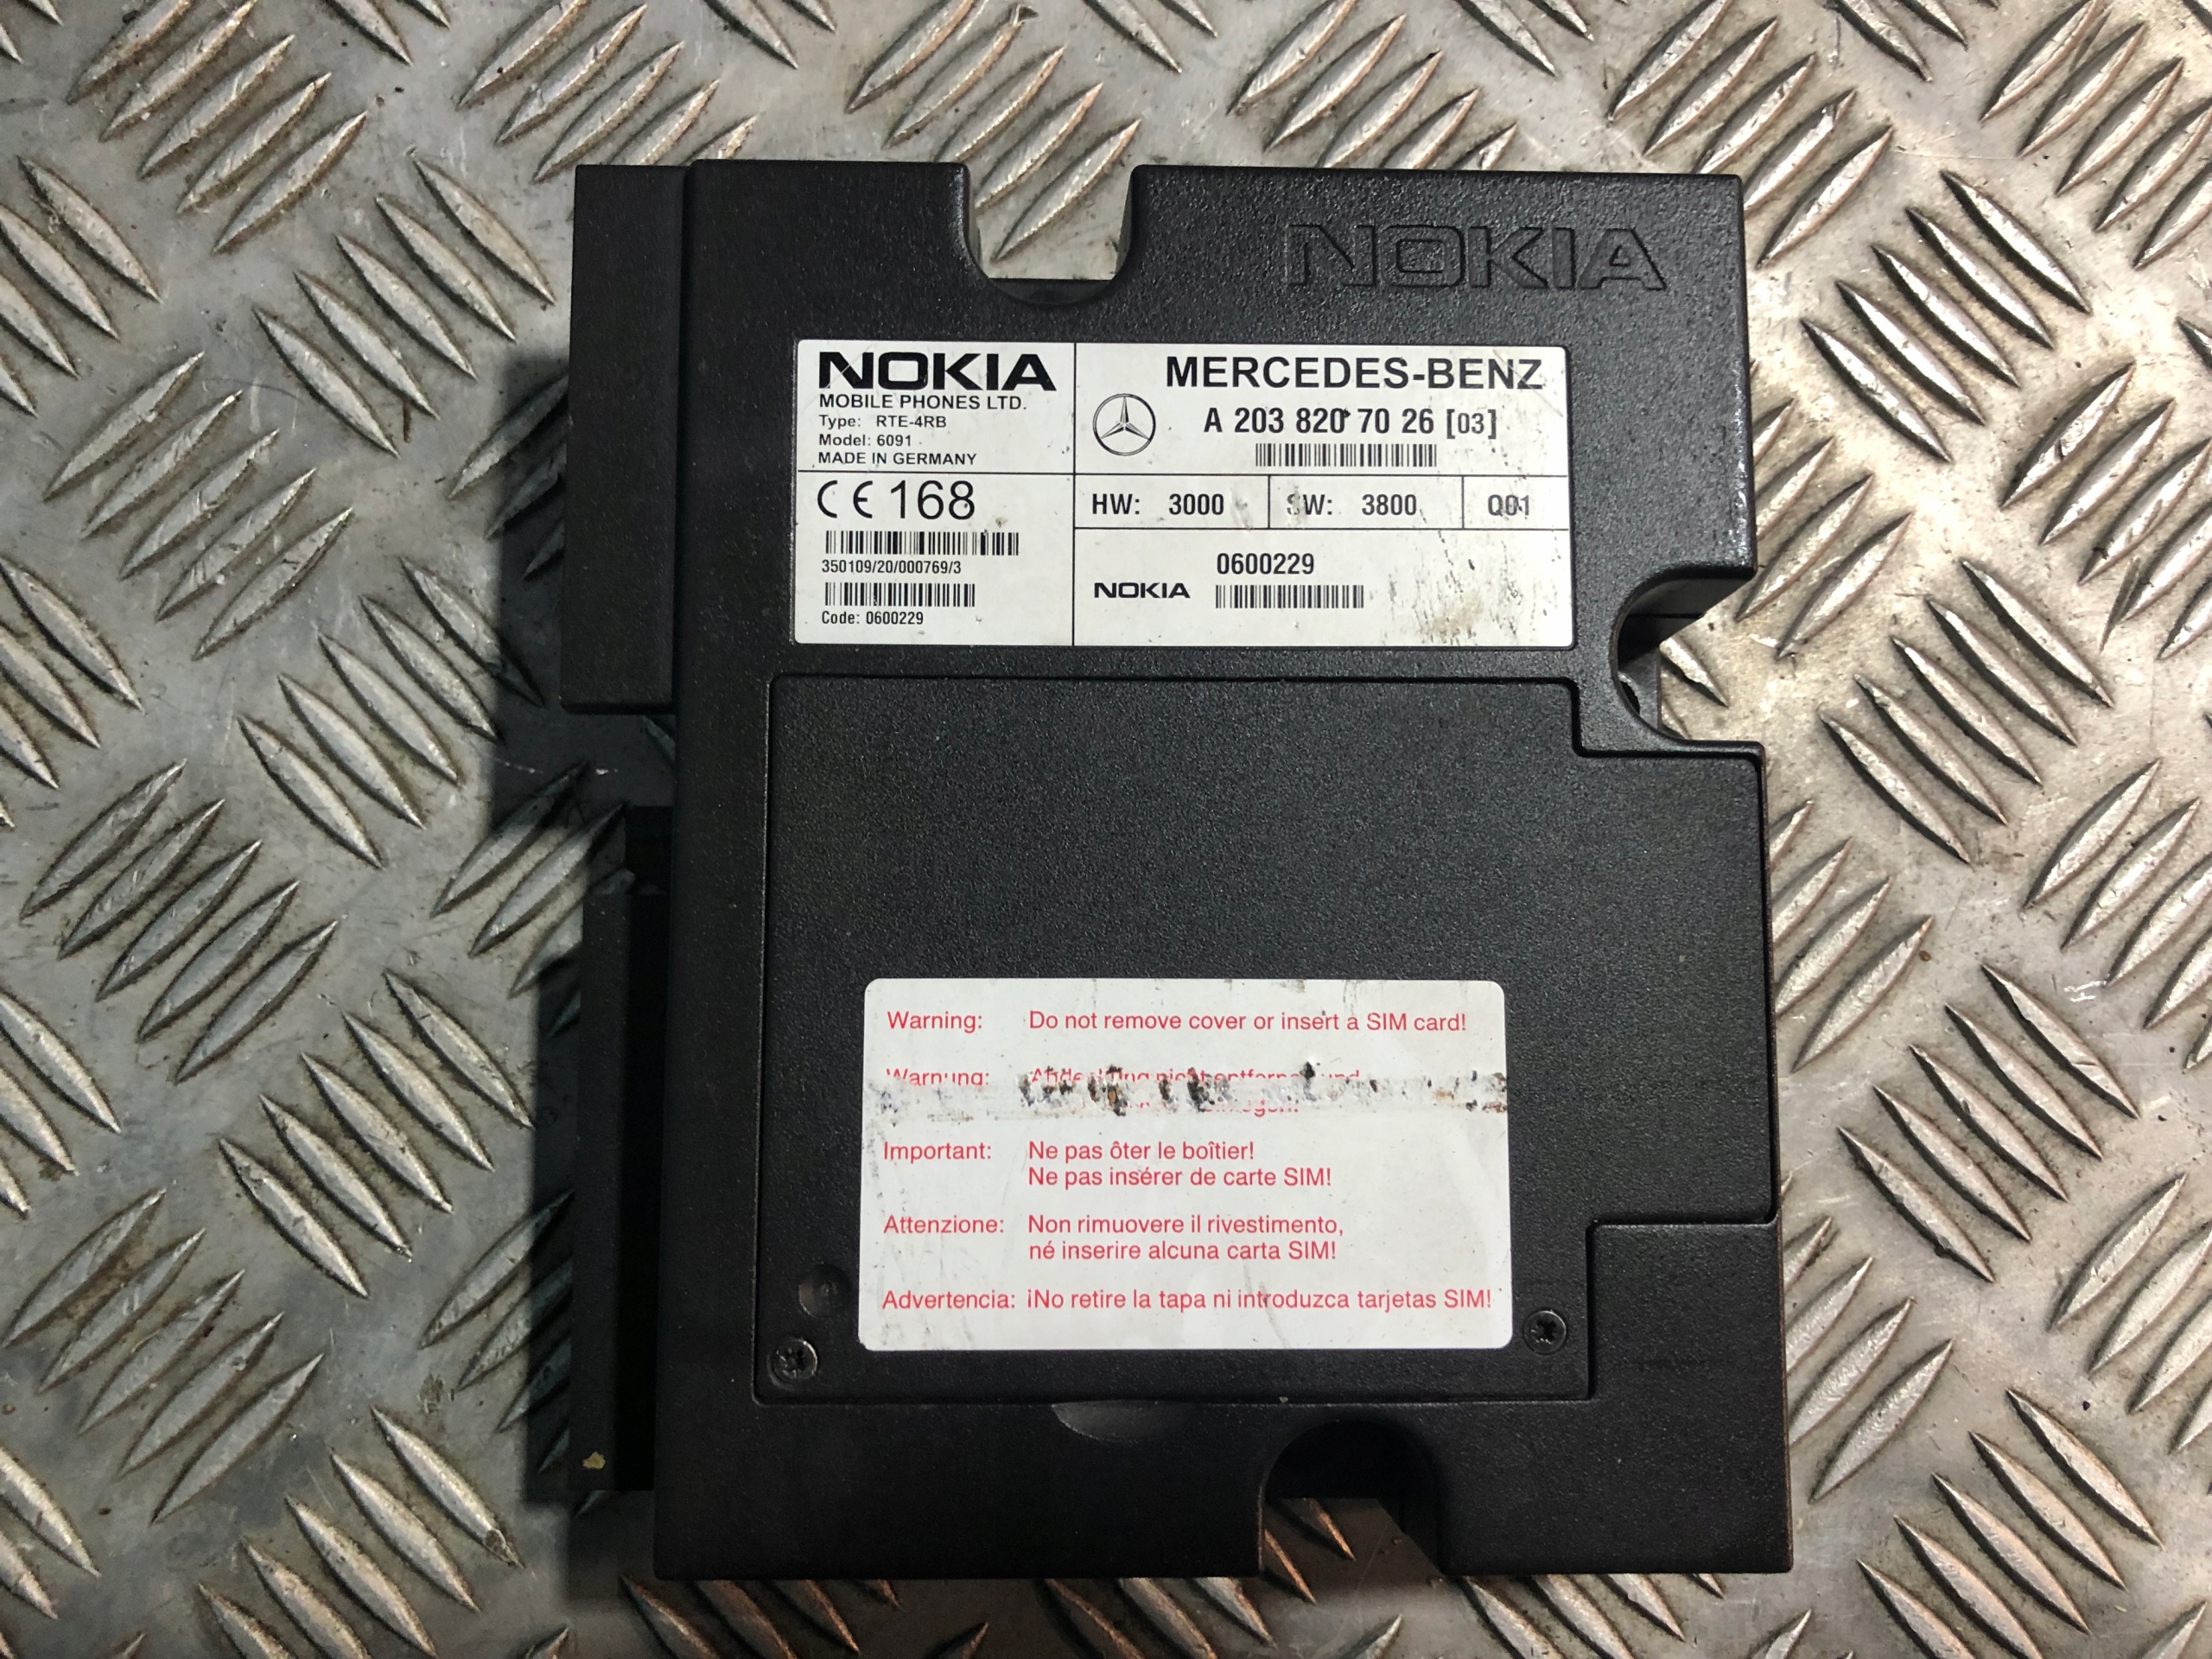 NOKIA
NOKIA
MOBILE PHONES LTD.
Type: RTE-4RB
Model: 6091
MADE IN GERMANY
CE 168
350109/20/000769/3
Code: 0600229
MERCEDES-BENZ
A 203 820 70 26 [03]
HW: 3000 SW: 3800 Q01
0600229
NOKIA
Warning: Do not remove cover or insert a SIM card!
Warnung: nicht und
Important: Ne pas ôter le boîtier!
Ne pas insérer de carte SIM!
Attenzione: Non rimuovere il rivestimento,
né inserire alcuna carta SIM!
Advertencia: ¡No retire la tapa ni introduzca tarjetas SIM!